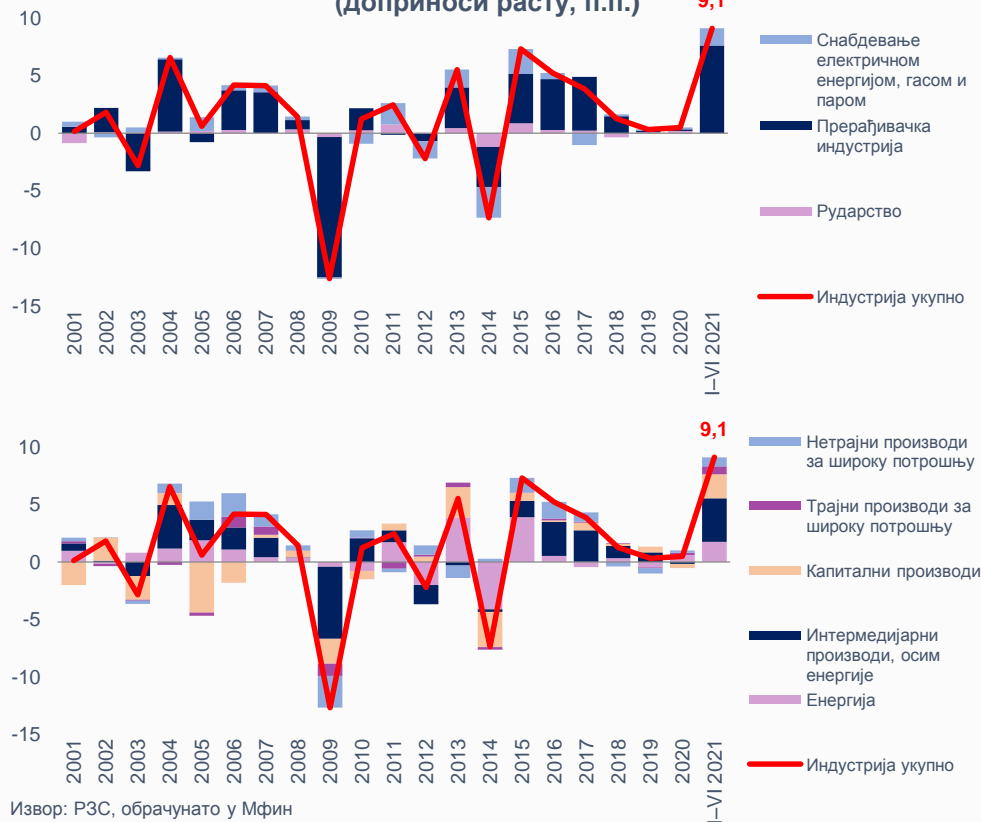 (доприноси расту, п.п.)
9,1
10
5
0
-5
-10
-15
2001
2002
2003
2004
2005
2006
2007
2008
2009
2010
2011
2012
2013
2014
2015
2016
2017
2018
2019
2020
I–VI 2021
Снабдевање
електричном
енергијом, гасом и
паром
Прерађивачка
индустрија
Рударство
Индустрија укупно
9,1
10
5
0
-5
-10
-15
2001
2002
2003
2004
2005
2006
2007
2008
2009
2010
2011
2012
2013
2014
2015
2016
2017
2018
2019
2020
I–VI 2021
Нетрајни производи
за широку потрошњу
Трајни производи за
широку потрошњу
Капитални производи
Интермедијарни
производи, осим
енергије
Енергија
Индустрија укупно
Извор: РЗС, обрачунато у Мфин